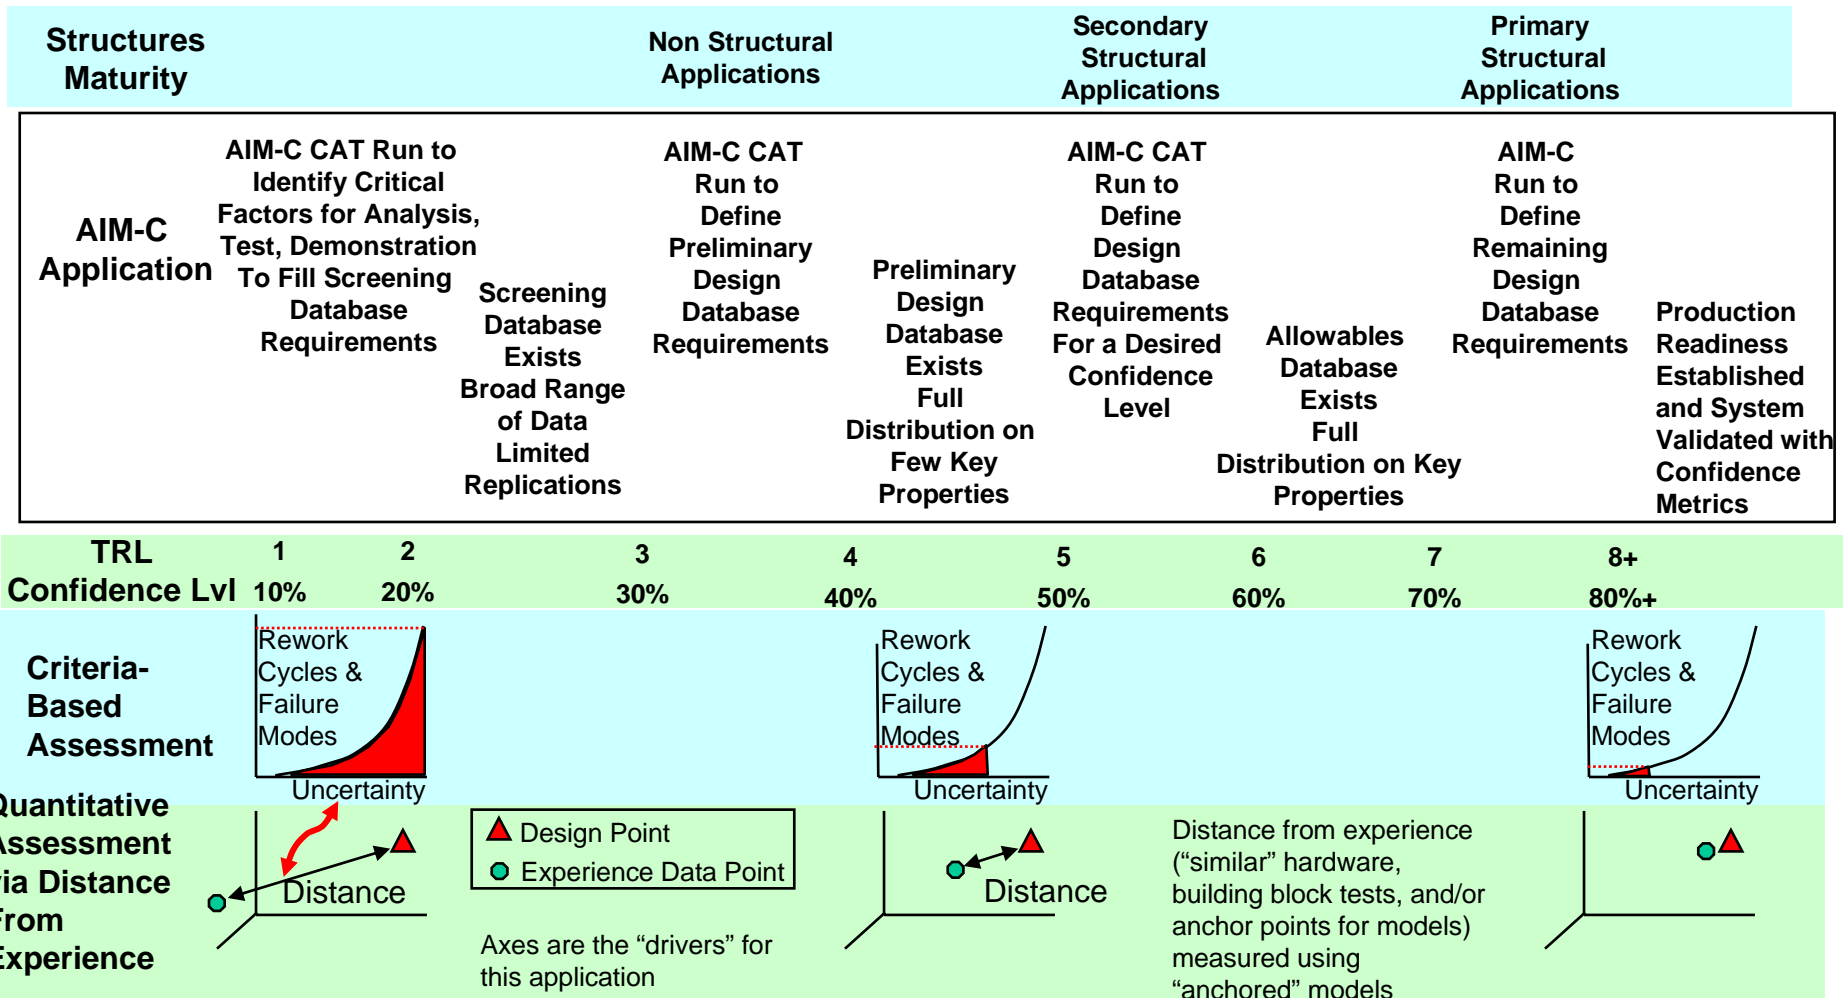 Structures
Maturity
Non Structural
Applications
Secondary
Structural
Applications
Primary
Structural
Applications
AIM-C
Application
AIM-C CAT Run to
Identify Critical
Factors for Analysis,
Test, Demonstration
To Fill Screening
Database
Requirements
Screening
Database
Exists
Broad Range
of Data
Limited
Replications
AIM-C CAT
Run to
Define
Preliminary
Design
Database
Requirements
Preliminary
Design
Database
Exists
Full
Distribution on
Few Key
Properties
AIM-C CAT
Run to
Define
Design
Database
Requirements
For a Desired
Confidence
Level
Allowables
Database
Exists
Full
Distribution on Key
Properties
AIM-C
Run to
Define
Remaining
Design
Database
Requirements
Production
Readiness
Established
and System
Validated with
Confidence
Metrics
TRL 1 2 3 4 5 6 7 8+
Confidence Lvl 10% 20% 30% 40% 50% 60% 70% 80%+
Criteria-
Based
Assessment
Rework
Cycles &
Failure
Modes
Uncertainty
Rework
Cycles &
Failure
Modes
Uncertainty
Rework
Cycles &
Failure
Modes
Uncertainty
Quantitative
Assessment
via Distance
From
Experience
Distance
Design Point
Experience Data Point
Axes are the “drivers” for
this application
Distance
Distance from experience
(“similar” hardware,
building block tests, and/or
anchor points for models)
measured using
“anchored” models